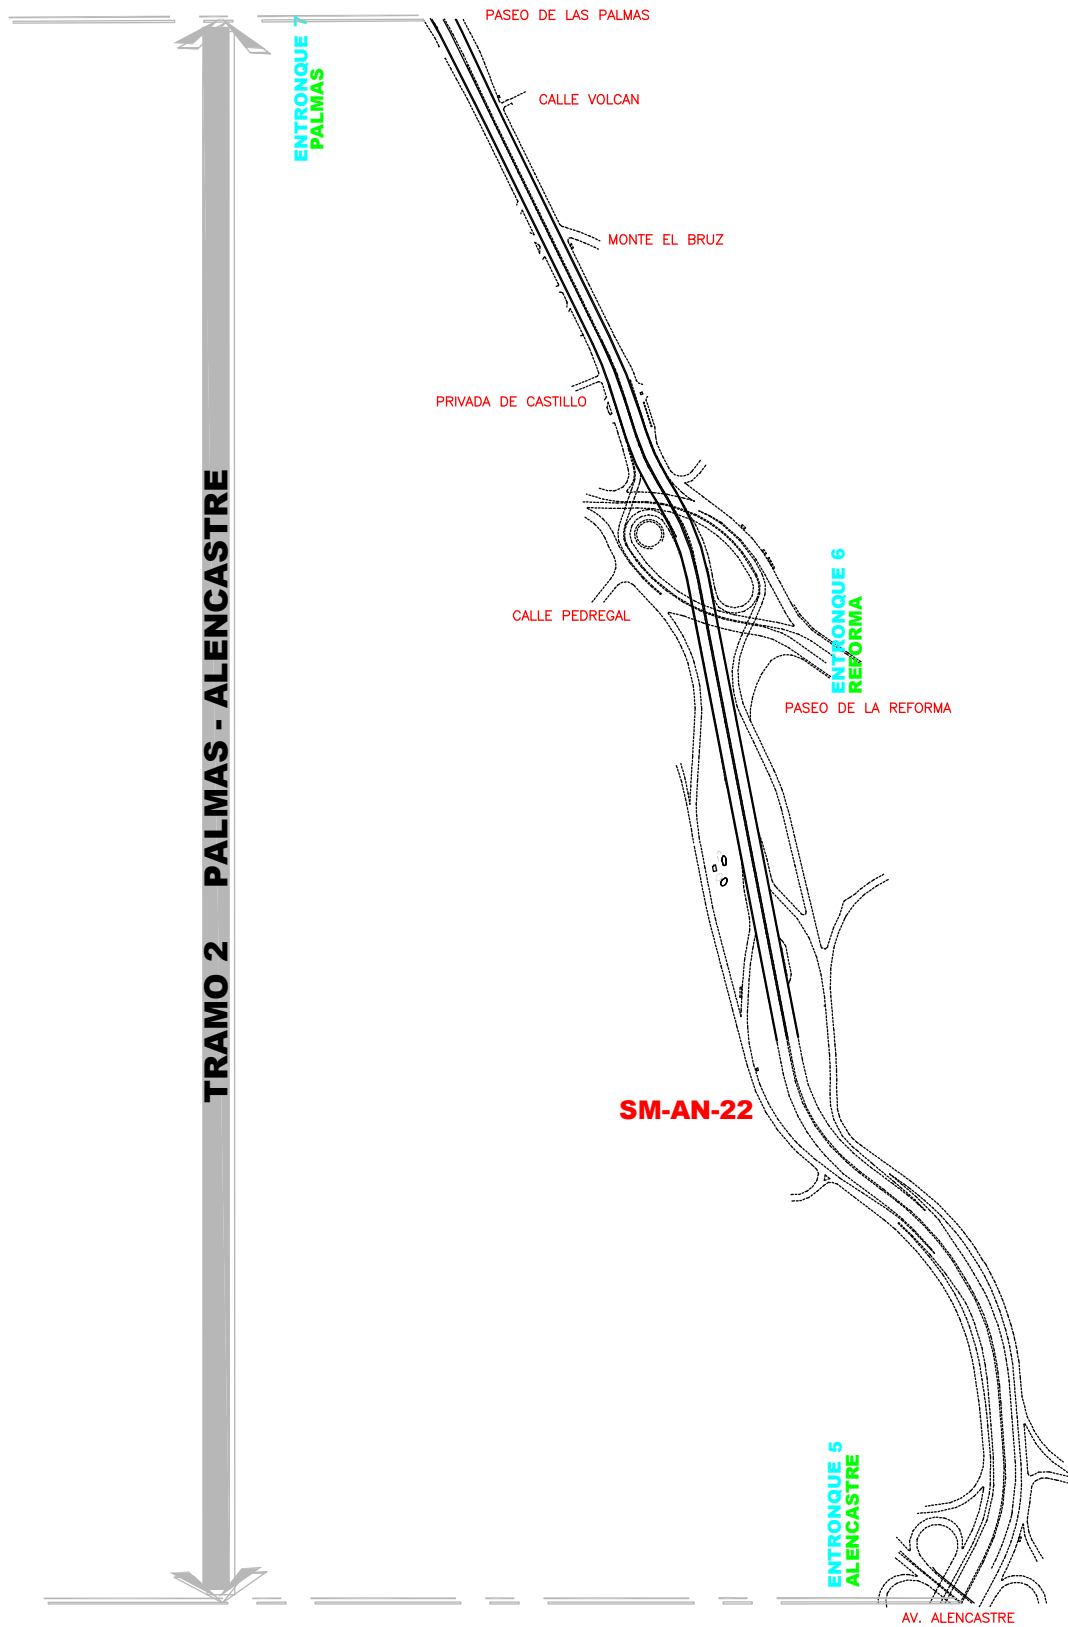 PASEO DE LAS PALMAS
ENTRONQUE 7
PALMAS
CALLE VOLCAN
MONTE EL BRUZ
PRIVADA DE CASTILLO
TRAMO 2 PALMAS - ALENCASTRE
ENTRONQUE 6
REFORMA
CALLE PEDREGAL
PASEO DE LA REFORMA
SM-AN-22
ENTRONQUE 5
ALENCASTRE
AV. ALENCASTRE